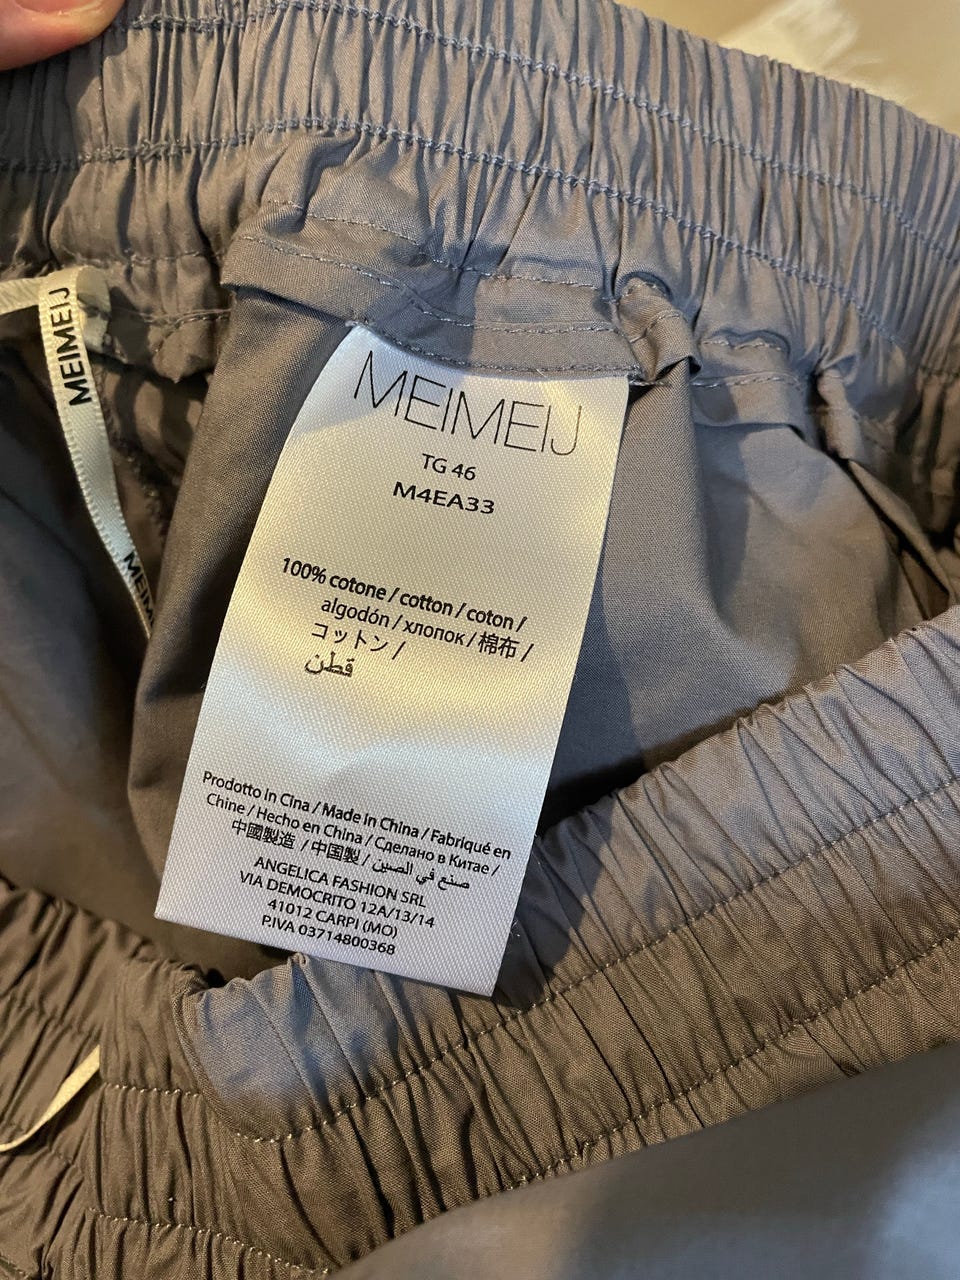 MEIMEIJ
MEIMEIJ
TG 46
M4EA33
100% cotone / cotton / coton /
algodón / хлопок / 棉布 /
コットン /
قطن
Prodotto in Cina / Made in China / Fabriqué en
Chine / Hecho en China / Сделано в Китае /
中國製造 / 中国製 / صنع في الصين
ANGELICA FASHION SRL
VIA DEMOCRITO 12A/13/14
41012 CARPI (MO)
P.IVA 03714800368